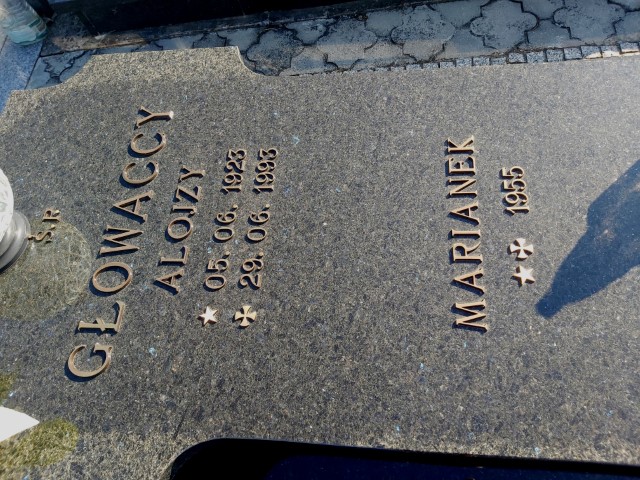 Ś.P.
GŁOWACCY
ALOJZY
05. 06. 1923
29. 06. 1993
MARIANEK
1955